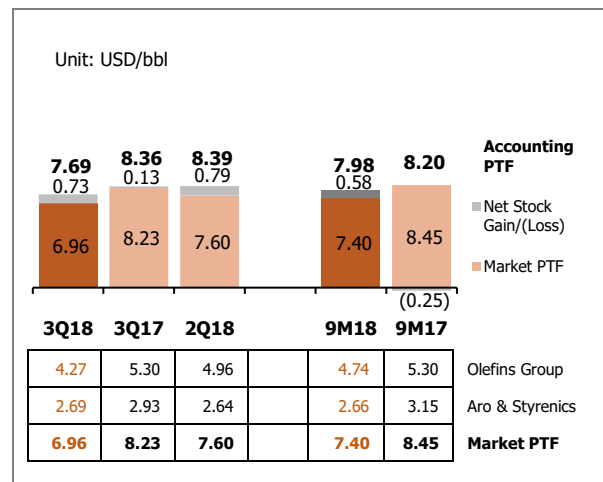 Unit: USD/bbl
7.69 8.36 8.39 7.98 8.20
0.73 0.13 0.79 0.58
6.96 8.23 7.60 7.40 8.45
(0.25)
Accounting
PTF
Net Stock
Gain/(Loss)
Market PTF
3Q18 3Q17 2Q18 9M18 9M17
4.27 5.30 4.96 4.74 5.30 Olefins Group
2.69 2.93 2.64 2.66 3.15 Aro & Styrenics
6.96 8.23 7.60 7.40 8.45 Market PTF